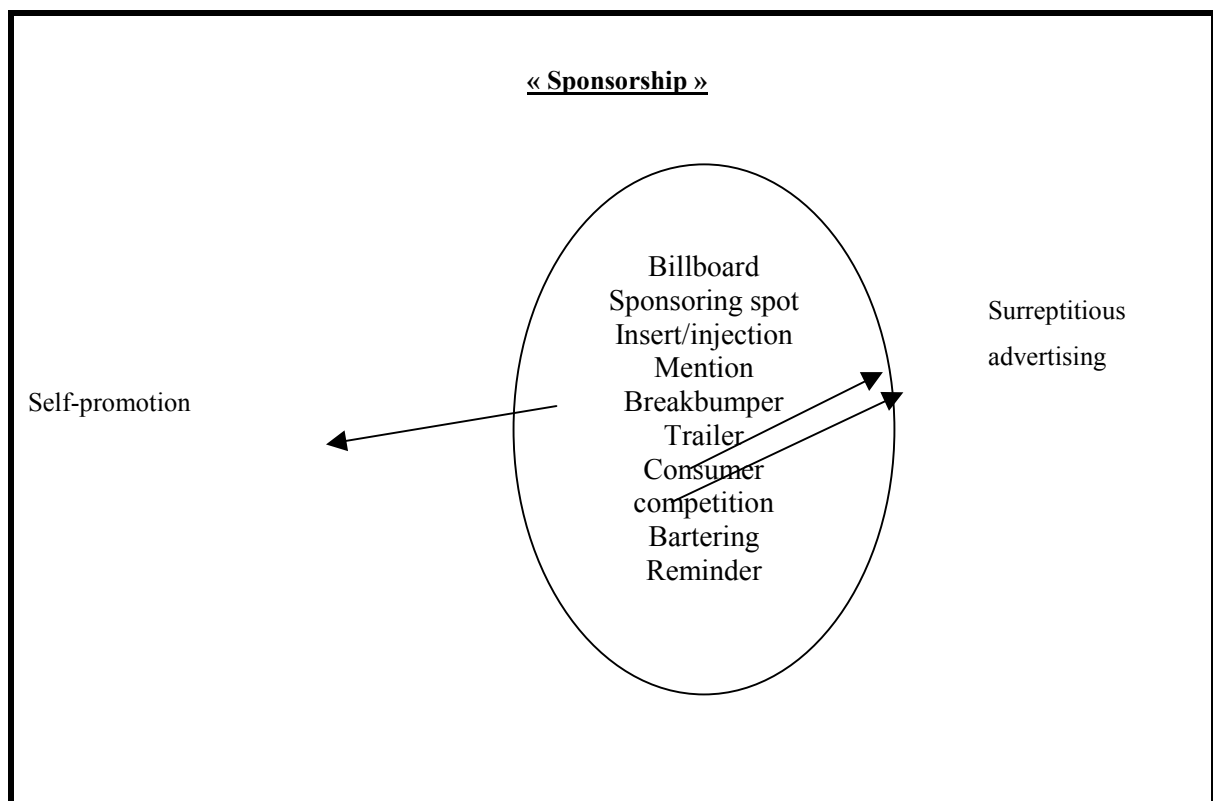 « Sponsorship »
Billboard
Sponsoring spot
Insert/injection
Mention
Breakbumper
Trailer
Consumer
competition
Bartering
Reminder
Surreptitious
advertising
Self-promotion